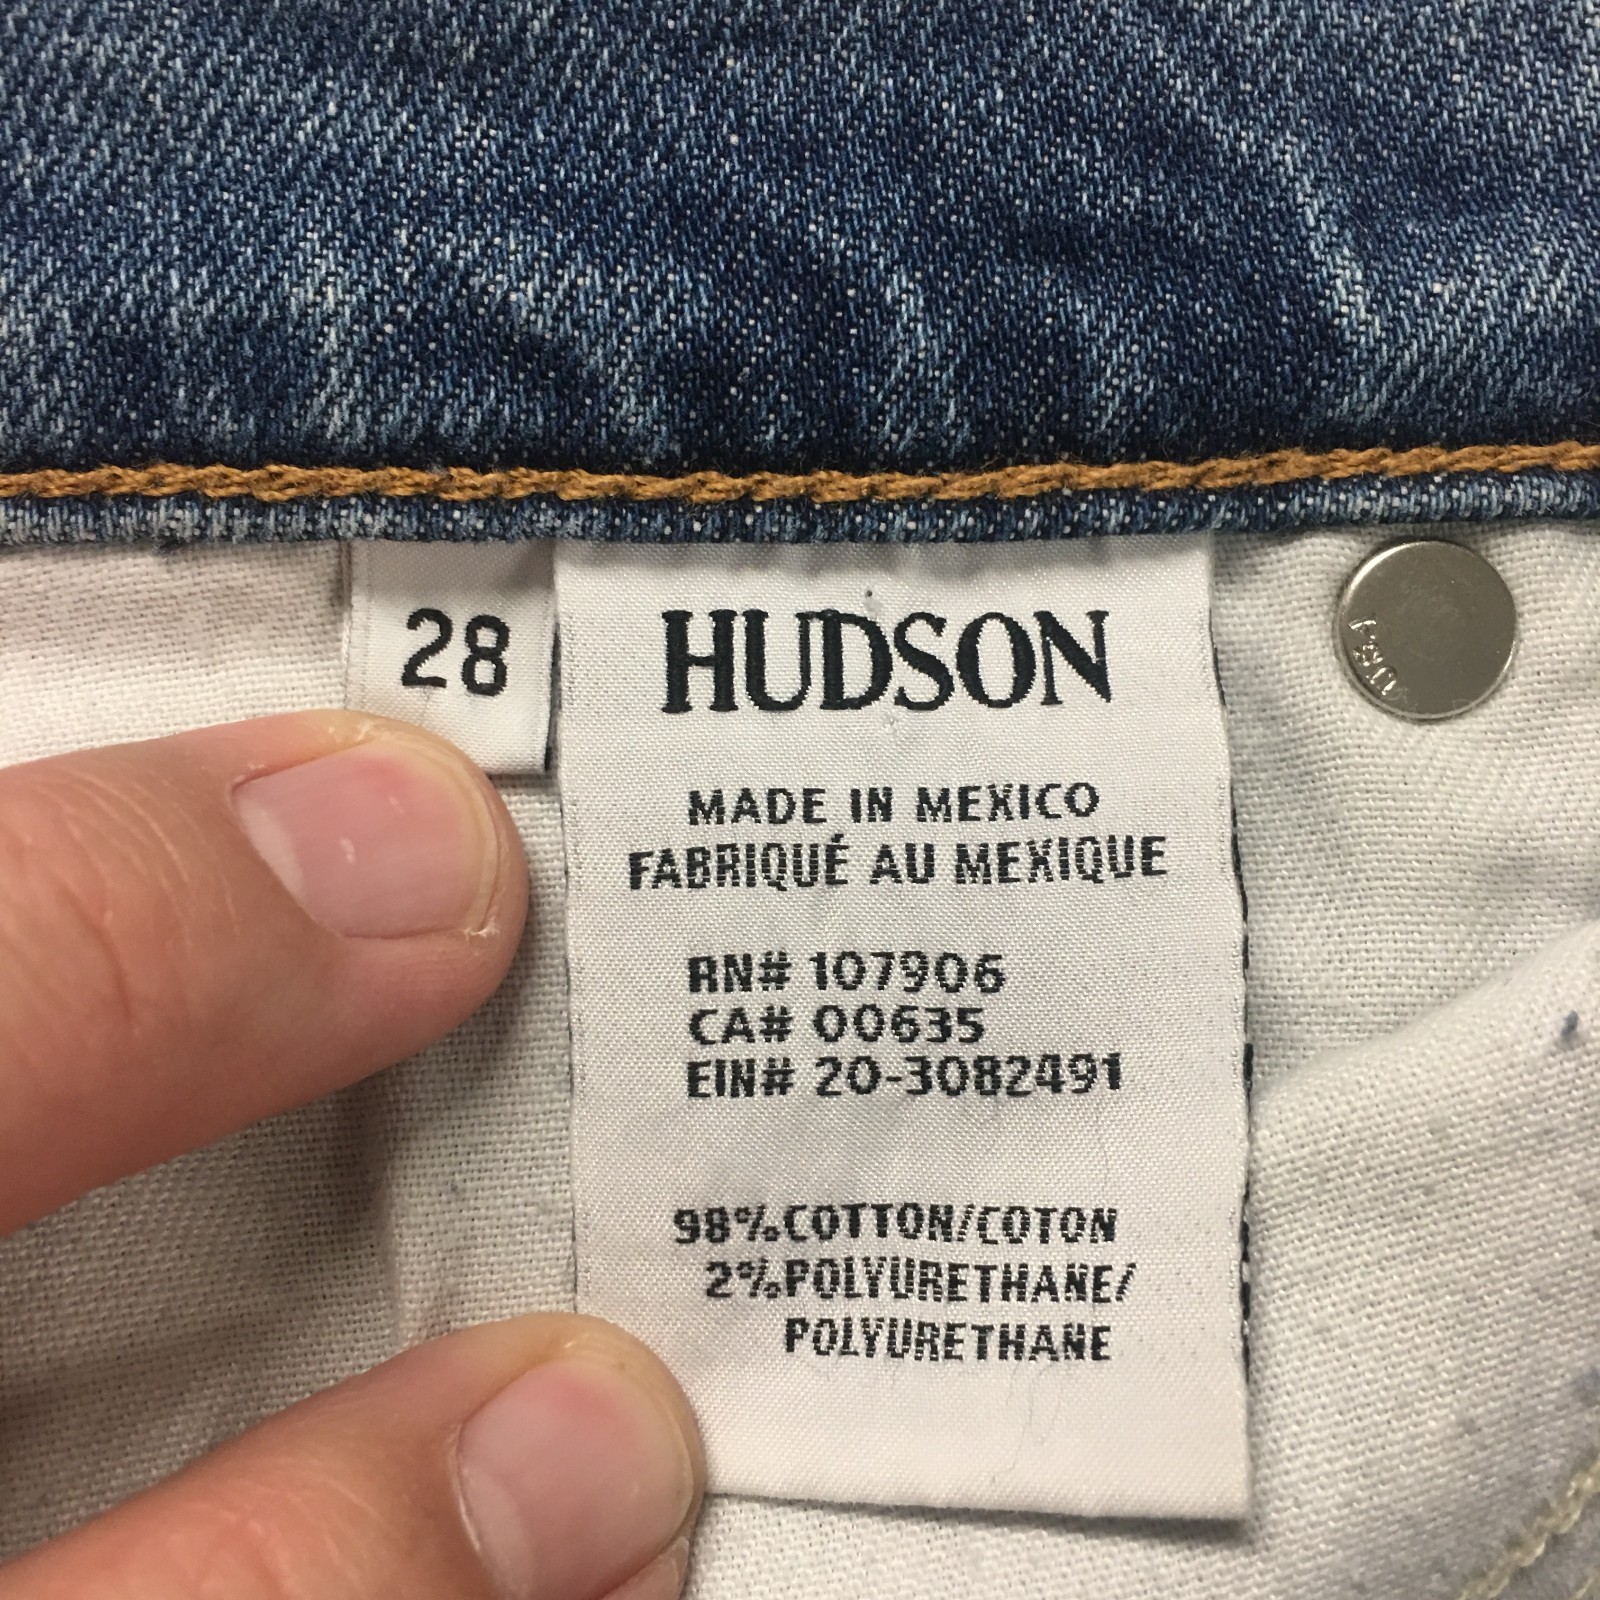 28
HUDSON
MADE IN MEXICO
FABRIQUÉ AU MEXIQUE
RN# 107906
CA# 00635
EIN# 20-3082491
98%COTTON/COTON
2%POLYURETHANE/
POLYURETHANE